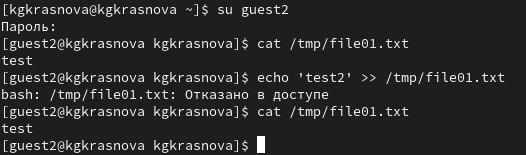 [kgkrasnova@kgkrasnova ~]$ su guest2
Пароль:
[guest2@kgkrasnova kgkrasnova]$ cat /tmp/file01.txt
test
[guest2@kgkrasnova kgkrasnova]$ echo 'test2' >> /tmp/file01.txt
bash: /tmp/file01.txt: Отказано в доступе
[guest2@kgkrasnova kgkrasnova]$ cat /tmp/file01.txt
test
[guest2@kgkrasnova kgkrasnova]$